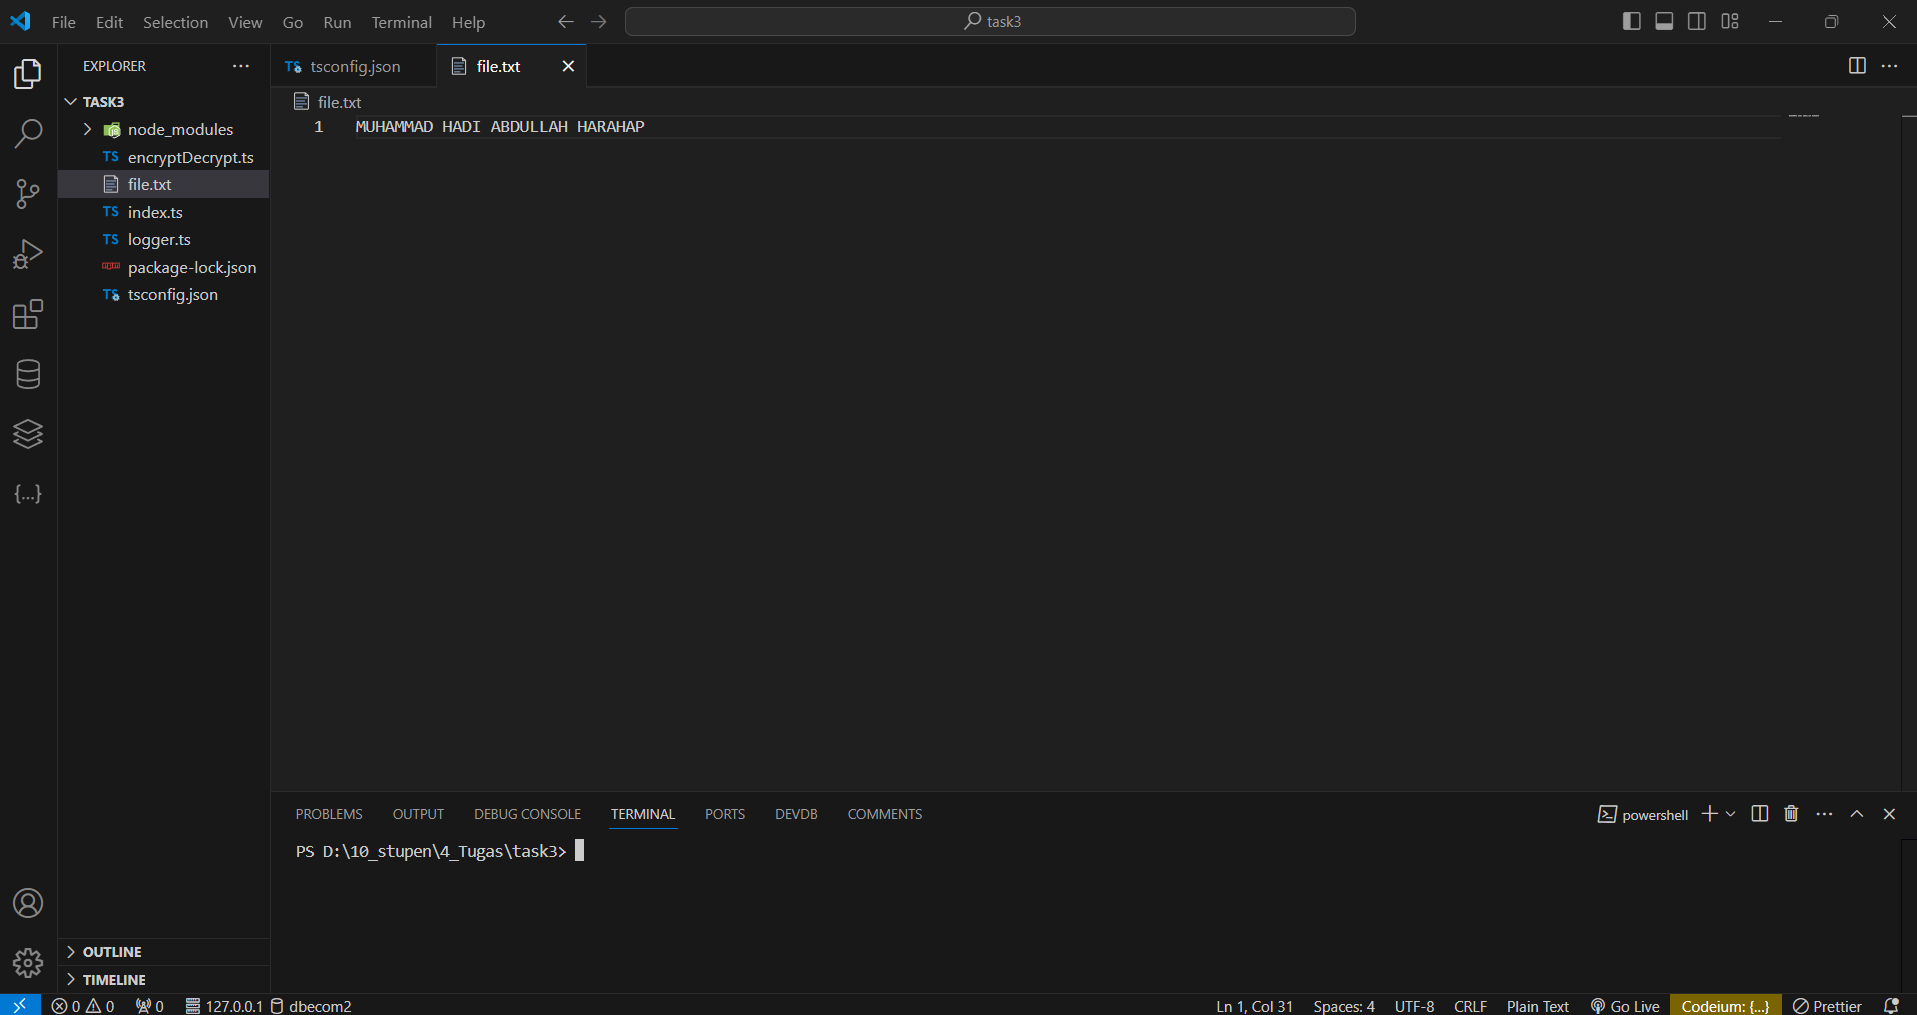 File Edit Selection View Go Run Terminal Help
task3
EXPLORER
TASK3
node_modules
TS encryptDecrypt.ts
file.txt
TS index.ts
TS logger.ts
package-lock.json
TS tsconfig.json
OUTLINE
TIMELINE
TS tsconfig.json file.txt
file.txt
1 MUHAMMAD HADI ABDULLAH HARAHAP
PROBLEMS OUTPUT DEBUG CONSOLE TERMINAL PORTS DEVDB COMMENTS powershell
PS D:\10_stupen\4_Tugas\task3>
0 0 0 127.0.0.1 dbecom2 Ln 1, Col 31 Spaces: 4 UTF-8 CRLF Plain Text Go Live Codeium: {...} Prettier